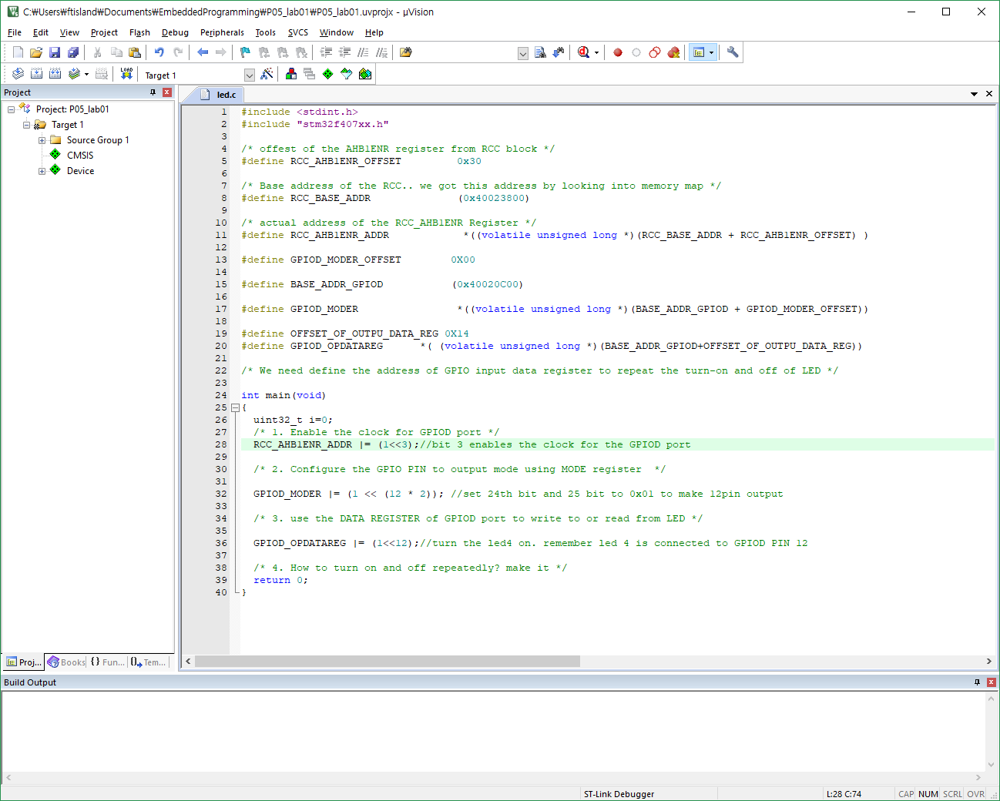 C:₩Users₩ftisland₩Documents₩EmbeddedProgramming₩P05_lab01₩P05_lab01.uvprojx - µVision
File Edit View Project Flash Debug Peripherals Tools SVCS Window Help
LOAD Target 1
Project
led.c
Project: P05_lab01
Target 1
Source Group 1
CMSIS
Device
1 #include <stdint.h>
2 #include "stm32f407xx.h"
3
4 /* offest of the AHB1ENR register from RCC block */
5 #define RCC_AHB1ENR_OFFSET 0x30
6
7 /* Base address of the RCC.. we got this address by looking into memory map */
8 #define RCC_BASE_ADDR (0x40023800)
9
10 /* actual address of the RCC_AHB1ENR Register */
11 #define RCC_AHB1ENR_ADDR *((volatile unsigned long *)(RCC_BASE_ADDR + RCC_AHB1ENR_OFFSET) )
12
13 #define GPIOD_MODER_OFFSET 0X00
14
15 #define BASE_ADDR_GPIOD (0x40020C00)
16
17 #define GPIOD_MODER *((volatile unsigned long *)(BASE_ADDR_GPIOD + GPIOD_MODER_OFFSET))
18
19 #define OFFSET_OF_OUTPU_DATA_REG 0X14
20 #define GPIOD_OPDATAREG *( (volatile unsigned long *)(BASE_ADDR_GPIOD+OFFSET_OF_OUTPU_DATA_REG))
21
22 /* We need define the address of GPIO input data register to repeat the turn-on and off of LED */
23
24 int main(void)
25 {
26 uint32_t i=0;
27 /* 1. Enable the clock for GPIOD port */
28 RCC_AHB1ENR_ADDR |= (1<<3);//bit 3 enables the clock for the GPIOD port
29
30 /* 2. Configure the GPIO PIN to output mode using MODE register */
31
32 GPIOD_MODER |= (1 << (12 * 2)); //set 24th bit and 25 bit to 0x01 to make 12pin output
33
34 /* 3. use the DATA REGISTER of GPIOD port to write to or read from LED */
35
36 GPIOD_OPDATAREG |= (1<<12);//turn the led4 on. remember led 4 is connected to GPIOD PIN 12
37
38 /* 4. How to turn on and off repeatedly? make it */
39 return 0;
40 }
Proj... Books {} Fun... Tem...
Build Output
ST-Link Debugger L:28 C:74 CAP NUM SCRL OVR